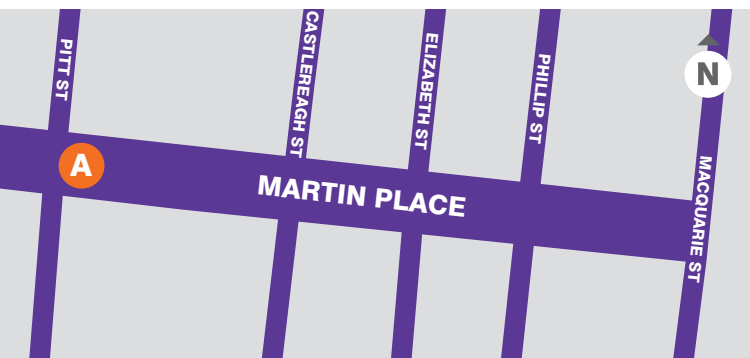 PITT ST
CASTLEREAGH ST
ELIZABETH ST
PHILLIP ST
N
A
MARTIN PLACE
MACQUARIE ST